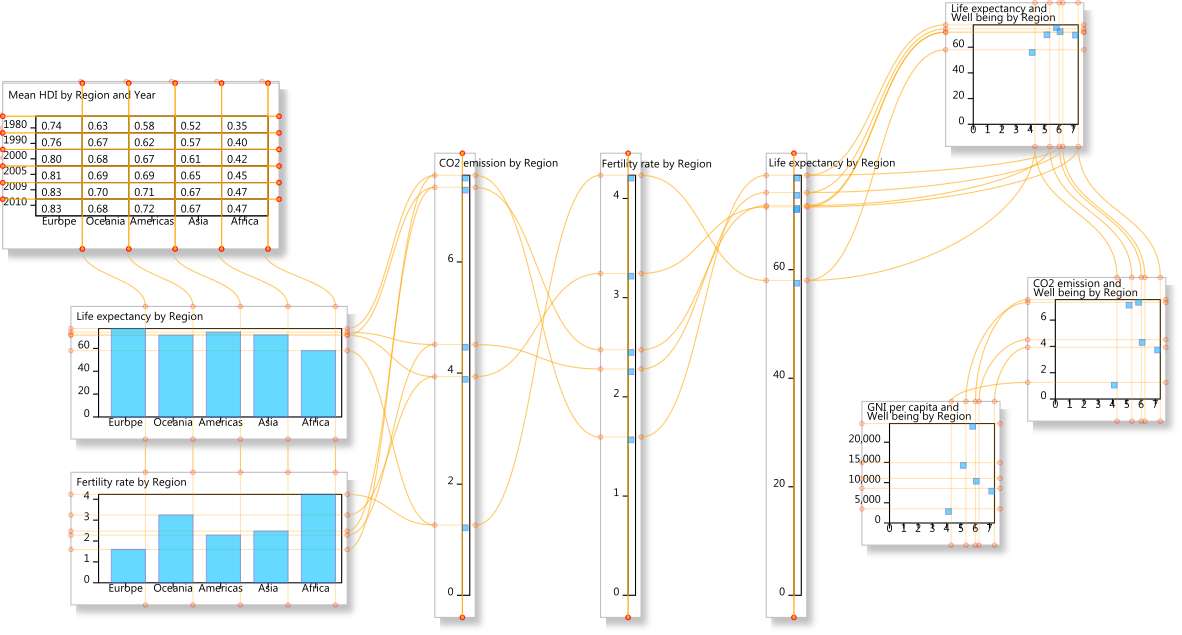 Mean HDI by Region and Year
1980 0.74 0.63 0.58 0.52 0.35
1990 0.76 0.67 0.62 0.57 0.40
2000 0.80 0.68 0.67 0.61 0.42
2005 0.81 0.69 0.69 0.65 0.45
2009 0.83 0.70 0.71 0.67 0.47
2010 0.83 0.68 0.72 0.67 0.47
Europe Oceania Americas Asia Africa
Life expectancy by Region
60
40
20
0
Europe Oceania Americas Asia Africa
Fertility rate by Region
4
3
2
1
0
Europe Oceania Americas Asia Africa
CO2 emission by Region
6
4
2
0
Fertility rate by Region
4
3
2
1
0
Life expectancy by Region
60
40
20
0
Life expectancy and
Well being by Region
60
40
20
0
0 1 2 3 4 5 6 7
CO2 emission and
Well being by Region
6
4
2
0
0 1 2 3 4 5 6 7
GNI per capita and
Well being by Region
20,000
15,000
10,000
5,000
0
0 1 2 3 4 5 6 7